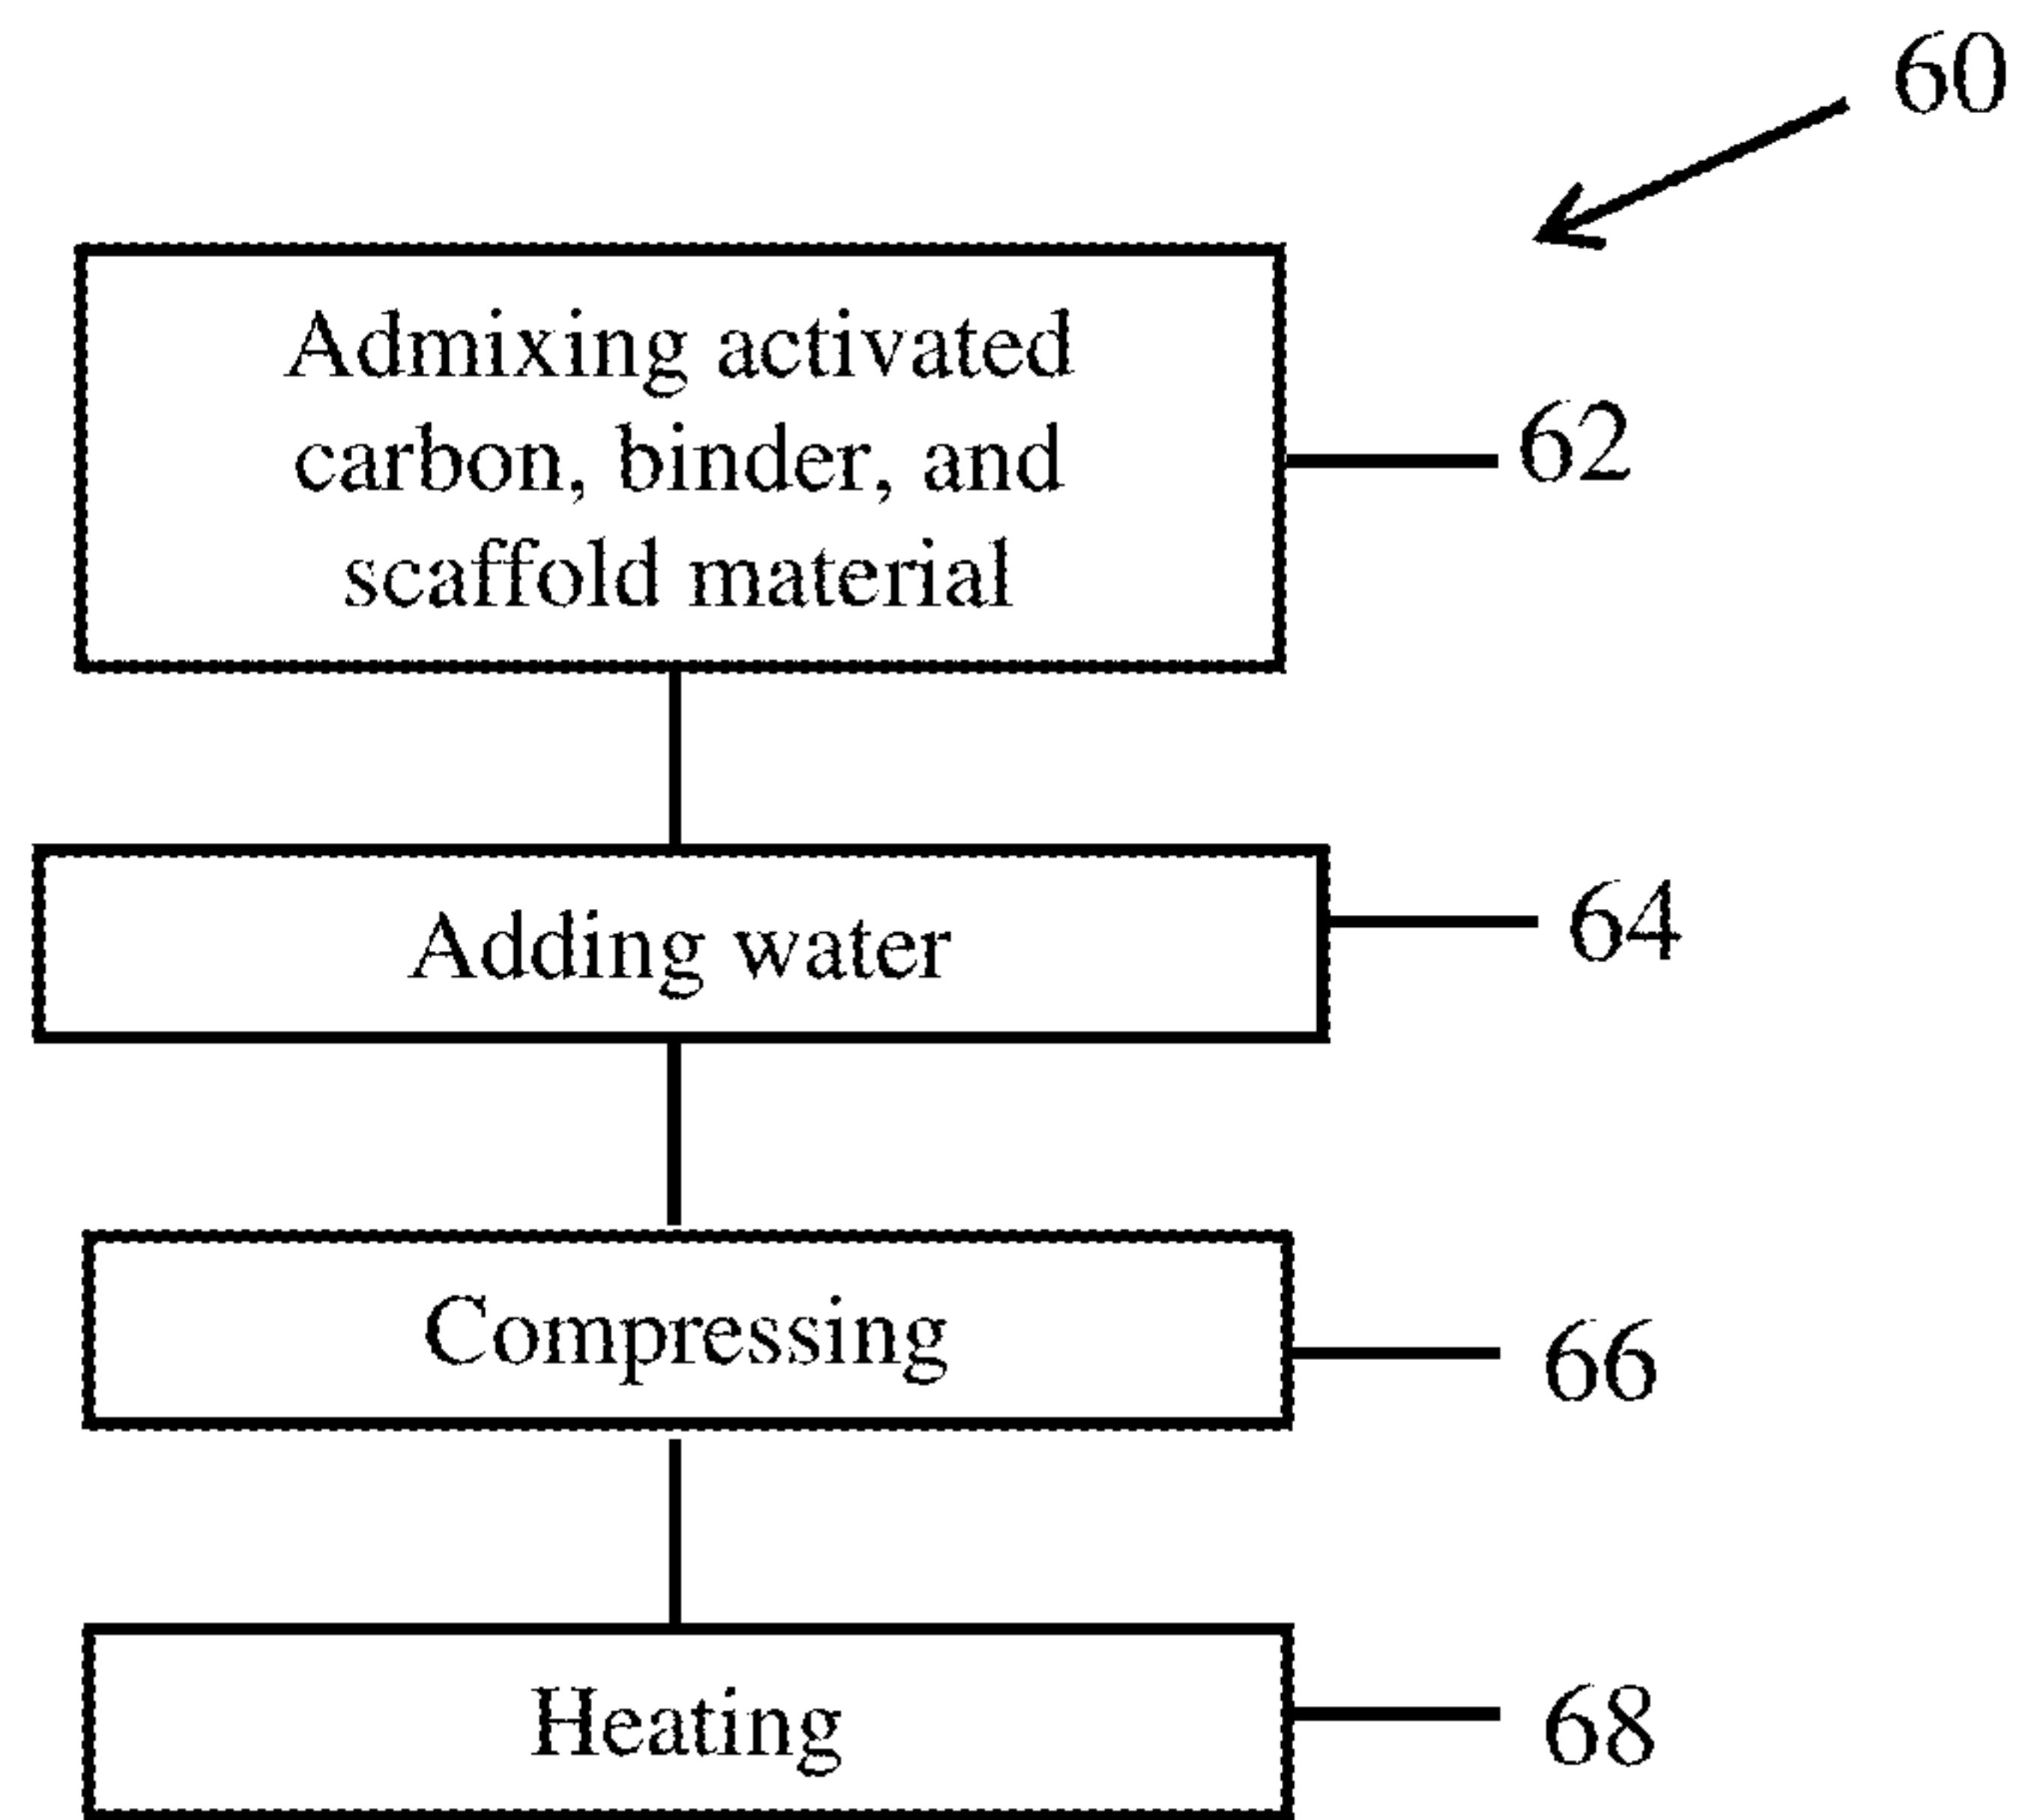 60
Admixing activated
carbon, binder, and
scaffold material
62
Adding water
64
Compressing
66
Heating
68